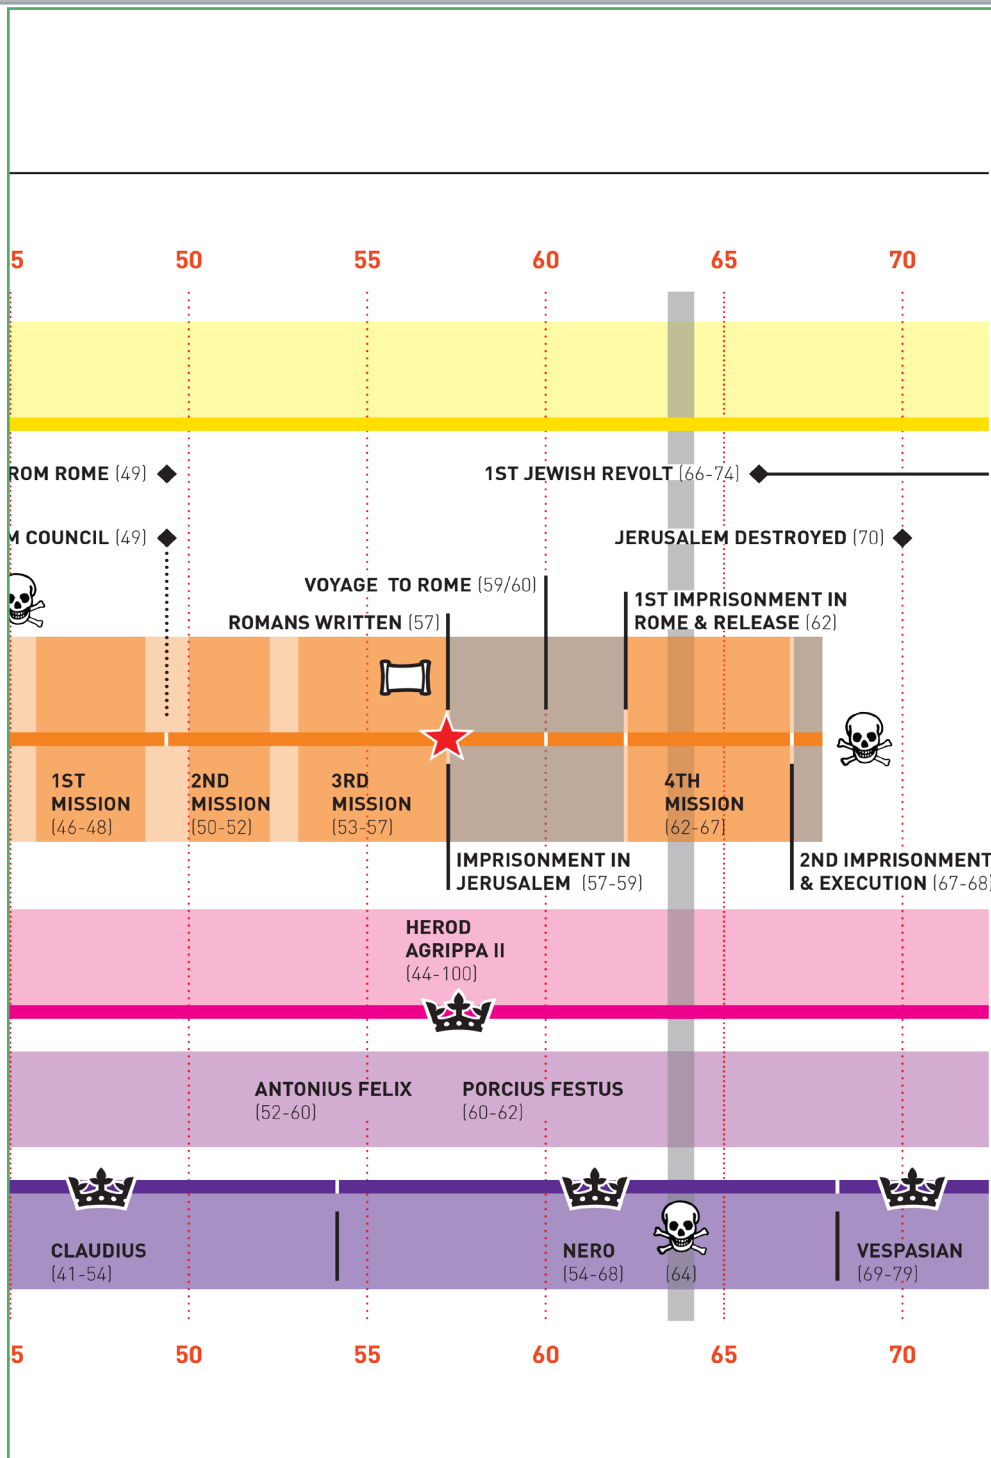 5 50 55 60 65 70
ROM ROME (49)
1ST JEWISH REVOLT (66-74)
M COUNCIL (49)
JERUSALEM DESTROYED (70)
VOYAGE TO ROME (59/60)
1ST IMPRISONMENT IN
ROME & RELEASE (62)
ROMANS WRITTEN (57)
1ST
MISSION
(46-48)
2ND
MISSION
(50-52)
3RD
MISSION
(53-57)
4TH
MISSION
(62-67)
IMPRISONMENT IN
JERUSALEM (57-59)
2ND IMPRISONMENT
& EXECUTION (67-68)
HEROD
AGRIPPA II
(44-100)
ANTONIUS FELIX
(52-60)
PORCIUS FESTUS
(60-62)
CLAUDIUS
(41-54)
NERO
(54-68)
(64)
VESPASIAN
(69-79)
5 50 55 60 65 70